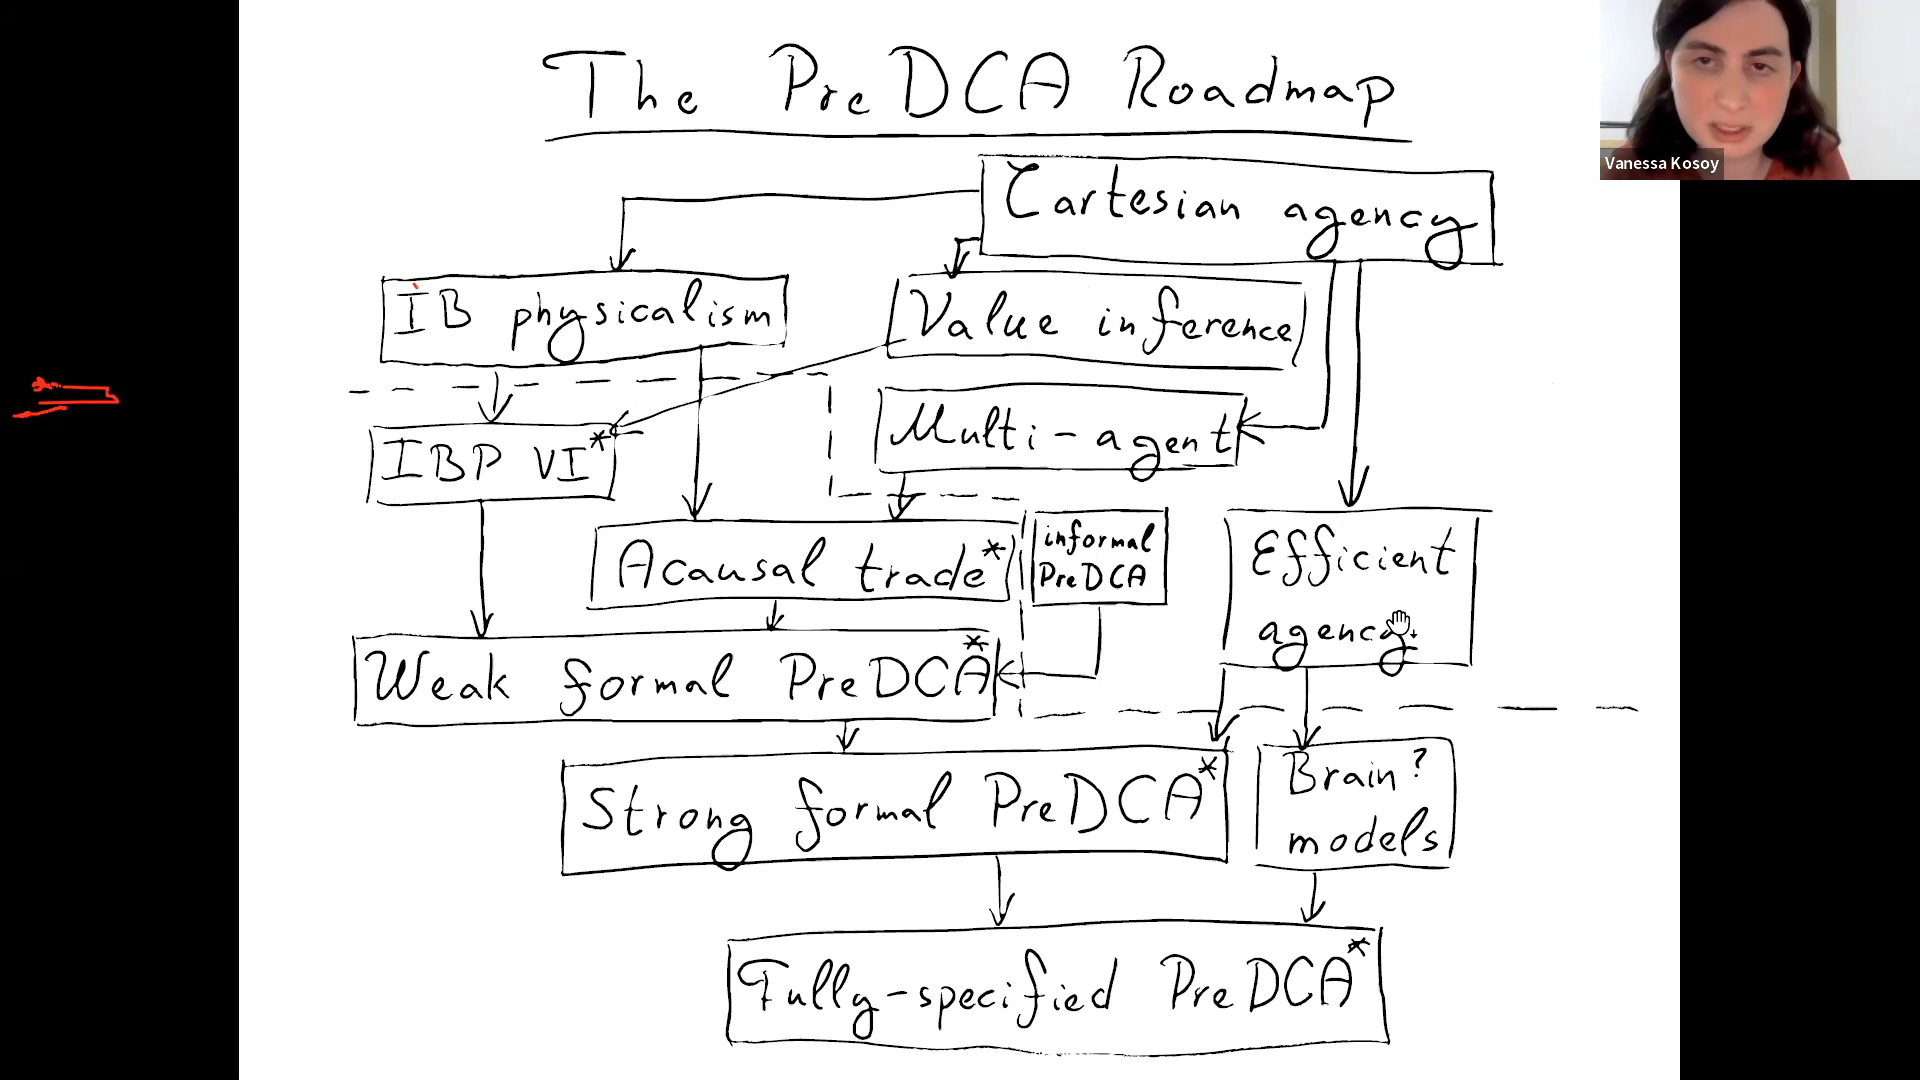 The PreDCA Roadmap
Vanessa Kosoy
Cartesian agency
IB physicalism
Value inference
Multi-agent
IBP VI*
Acausal trade*
informal
PreDCA
Efficient
agency
Weak formal PreDCA*
Strong formal PreDCA*
Brain?
models
Fully-specified PreDCA*